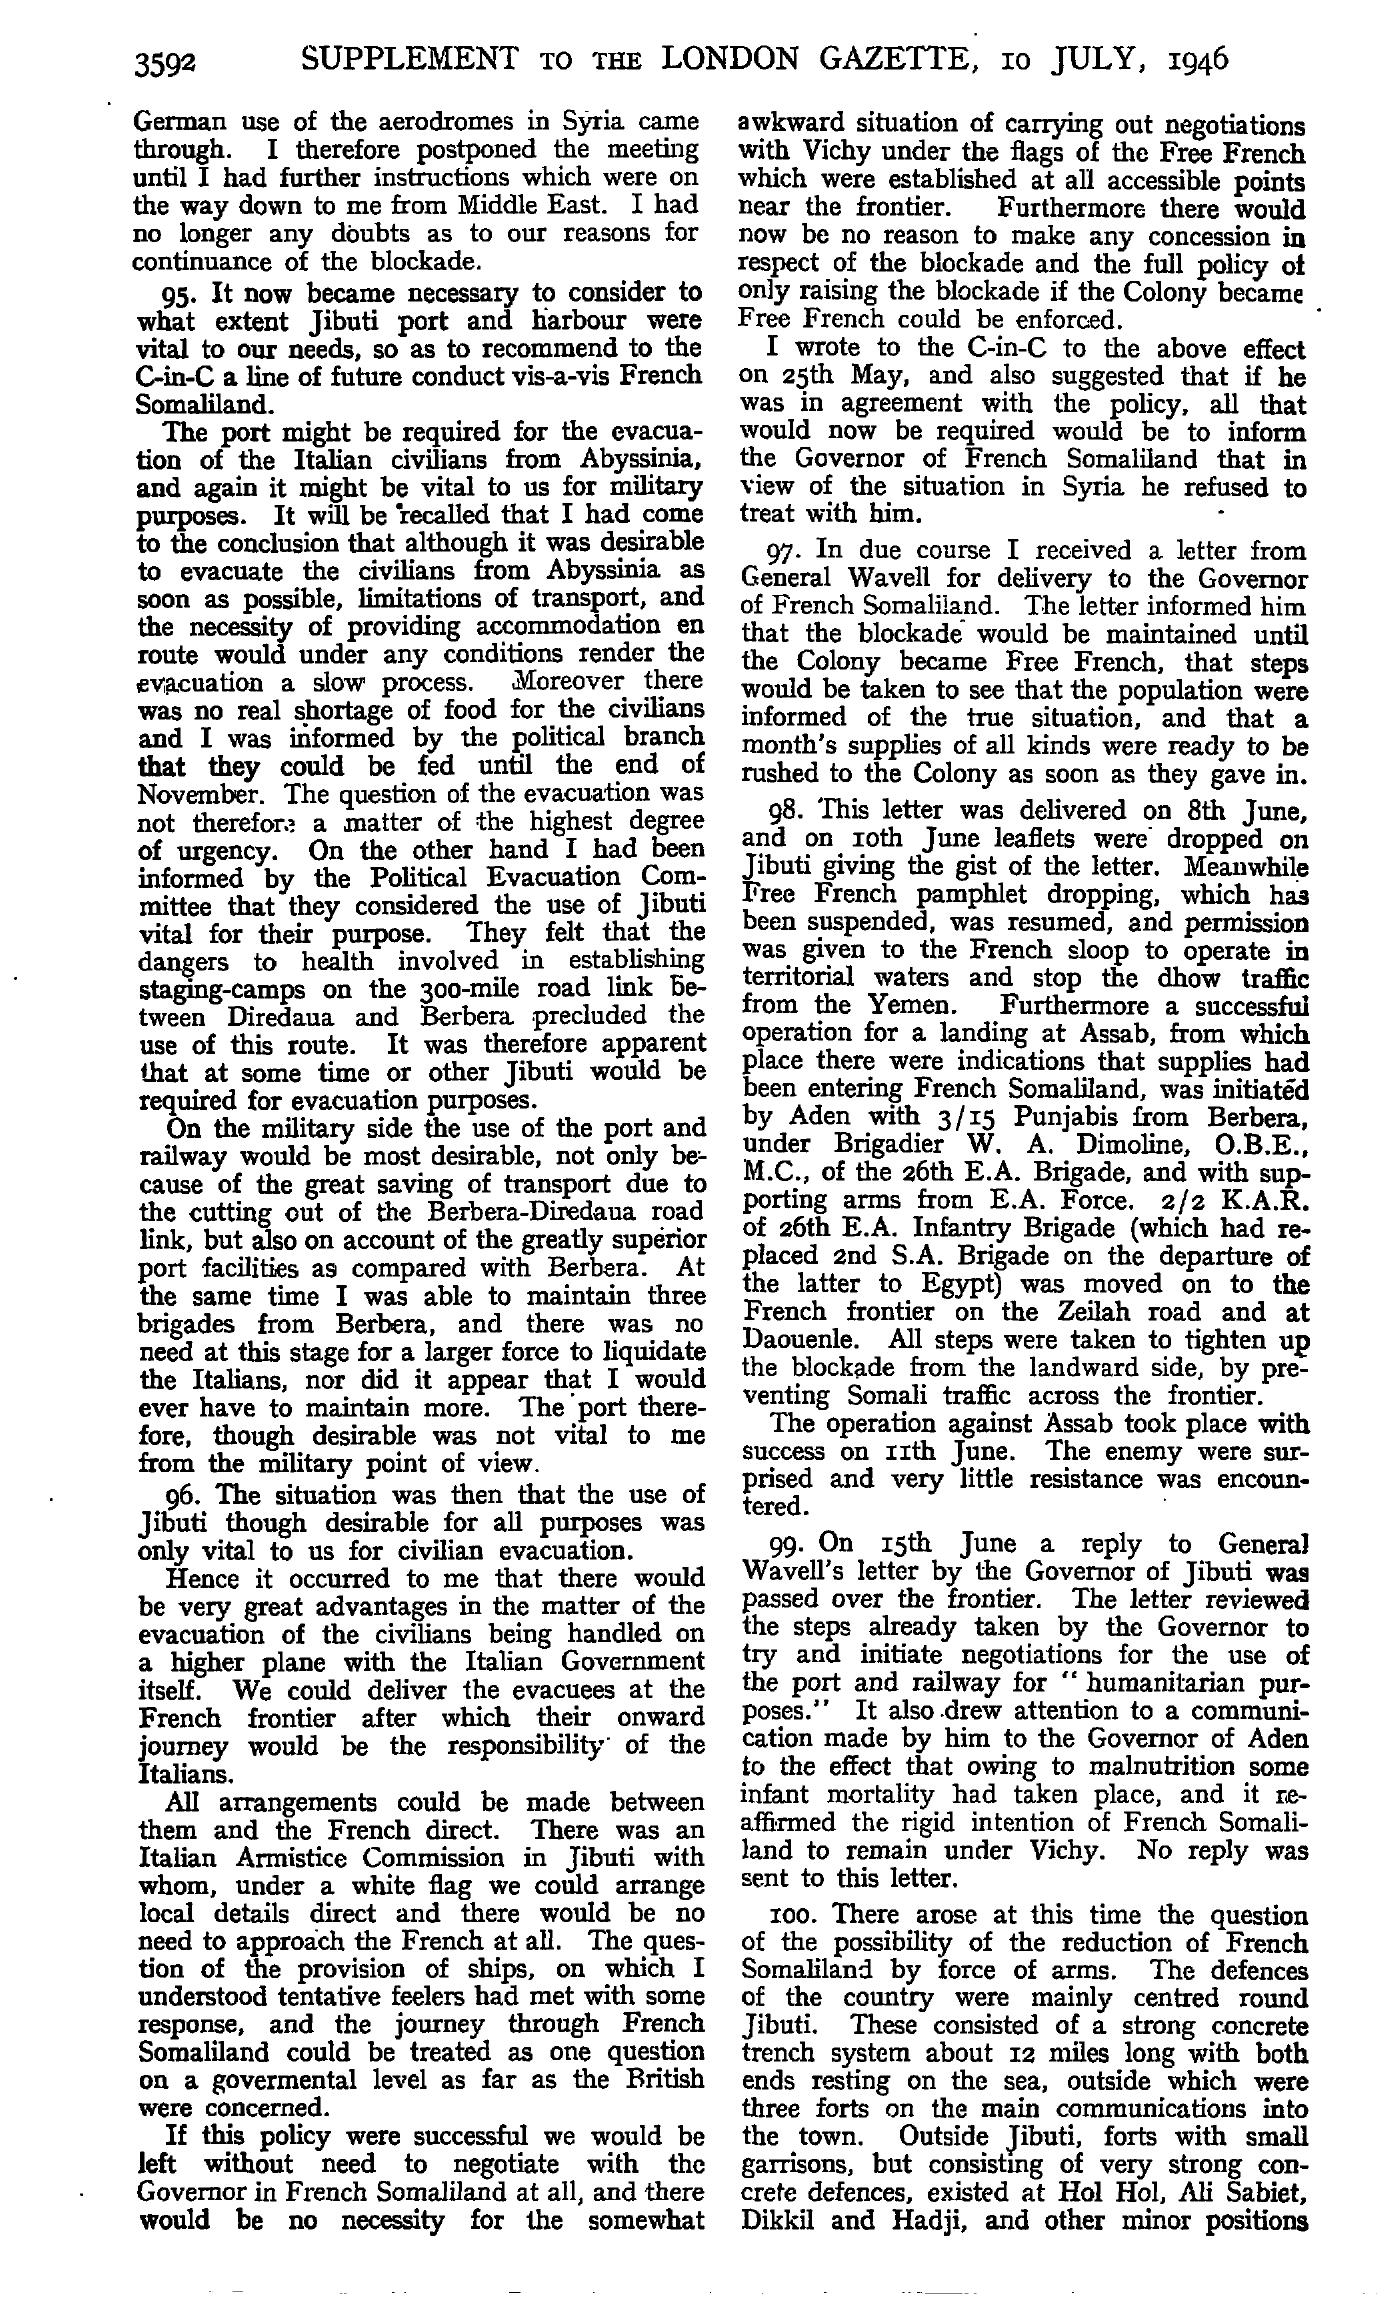 3592 SUPPLEMENT TO THE LONDON GAZETTE, 10 JULY, 1946
German use of the aerodromes in Syria came
through. I therefore postponed the meeting
until I had further instructions which were on
the way down to me from Middle East. I had
no longer any doubts as to our reasons for
continuance of the blockade.
95. It now became necessary to consider to
what extent Jibuti port and harbour were
vital to our needs, so as to recommend to the
C-in-C a line of future conduct vis-a-vis French
Somaliland.
The port might be required for the evacua-
tion of the Italian civilians from Abyssinia,
and again it might be vital to us for military
purposes. It will be recalled that I had come
to the conclusion that although it was desirable
to evacuate the civilians from Abyssinia as
soon as possible, limitations of transport, and
the necessity of providing accommodation en
route would under any conditions render the
evacuation a slow process. Moreover there
was no real shortage of food for the civilians
and I was informed by the political branch
that they could be fed until the end of
November. The question of the evacuation was
not therefore a matter of the highest degree
of urgency. On the other hand I had been
informed by the Political Evacuation Com-
mittee that they considered the use of Jibuti
vital for their purpose. They felt that the
dangers to health involved in establishing
staging-camps on the 300-mile road link be-
tween Diredaua and Berbera precluded the
use of this route. It was therefore apparent
that at some time or other Jibuti would be
required for evacuation purposes.
On the military side the use of the port and
railway would be most desirable, not only be-
cause of the great saving of transport due to
the cutting out of the Berbera-Diredaua road
link, but also on account of the greatly superior
port facilities as compared with Berbera. At
the same time I was able to maintain three
brigades from Berbera, and there was no
need at this stage for a larger force to liquidate
the Italians, nor did it appear that I would
ever have to maintain more. The port there-
fore, though desirable was not vital to me
from the military point of view.
96. The situation was then that the use of
Jibuti though desirable for all purposes was
only vital to us for civilian evacuation.
Hence it occurred to me that there would
be very great advantages in the matter of the
evacuation of the civilians being handled on
a higher plane with the Italian Government
itself. We could deliver the evacuees at the
French frontier after which their onward
journey would be the responsibility of the
Italians.
All arrangements could be made between
them and the French direct. There was an
Italian Armistice Commission in Jibuti with
whom, under a white flag we could arrange
local details direct and there would be no
need to approach the French at all. The ques-
tion of the provision of ships, on which I
understood tentative feelers had met with some
response, and the journey through French
Somaliland could be treated as one question
on a govermental level as far as the British
were concerned.
If this policy were successful we would be
left without need to negotiate with the
Governor in French Somaliland at all, and there
would be no necessity for the somewhat
awkward situation of carrying out negotiations
with Vichy under the flags of the Free French
which were established at all accessible points
near the frontier. Furthermore there would
now be no reason to make any concession in
respect of the blockade and the full policy of
only raising the blockade if the Colony became
Free French could be enforced.
I wrote to the C-in-C to the above effect
on 25th May, and also suggested that if he
was in agreement with the policy, all that
would now be required would be to inform
the Governor of French Somaliland that in
view of the situation in Syria he refused to
treat with him.
97. In due course I received a letter from
General Wavell for delivery to the Governor
of French Somaliland. The letter informed him
that the blockade would be maintained until
the Colony became Free French, that steps
would be taken to see that the population were
informed of the true situation, and that a
month's supplies of all kinds were ready to be
rushed to the Colony as soon as they gave in.
98. This letter was delivered on 8th June,
and on 10th June leaflets were dropped on
Jibuti giving the gist of the letter. Meanwhile
Free French pamphlet dropping, which has
been suspended, was resumed, and permission
was given to the French sloop to operate in
territorial waters and stop the dhow traffic
from the Yemen. Furthermore a successful
operation for a landing at Assab, from which
place there were indications that supplies had
been entering French Somaliland, was initiated
by Aden with 3/15 Punjabis from Berbera,
under Brigadier W. A. Dimoline, O.B.E.,
M.C., of the 26th E.A. Brigade, and with sup-
porting arms from E.A. Force. 2/2 K.A.R.
of 26th E.A. Infantry Brigade (which had re-
placed 2nd S.A. Brigade on the departure of
the latter to Egypt) was moved on to the
French frontier on the Zeilah road and at
Daouenle. All steps were taken to tighten up
the blockade from the landward side, by pre-
venting Somali traffic across the frontier.
The operation against Assab took place with
success on 11th June. The enemy were sur-
prised and very little resistance was encoun-
tered.
99. On 15th June a reply to General
Wavell's letter by the Governor of Jibuti was
passed over the frontier. The letter reviewed
the steps already taken by the Governor to
try and initiate negotiations for the use of
the port and railway for "humanitarian pur-
poses." It also drew attention to a communi-
cation made by him to the Governor of Aden
to the effect that owing to malnutrition some
infant mortality had taken place, and it re-
affirmed the rigid intention of French Somali-
land to remain under Vichy. No reply was
sent to this letter.
100. There arose at this time the question
of the possibility of the reduction of French
Somaliland by force of arms. The defences
of the country were mainly centred round
Jibuti. These consisted of a strong concrete
trench system about 12 miles long with both
ends resting on the sea, outside which were
three forts on the main communications into
the town. Outside Jibuti, forts with small
garrisons, but consisting of very strong con-
crete defences, existed at Hol Hol, Ali Sabiet,
Dikkil and Hadji, and other minor positions